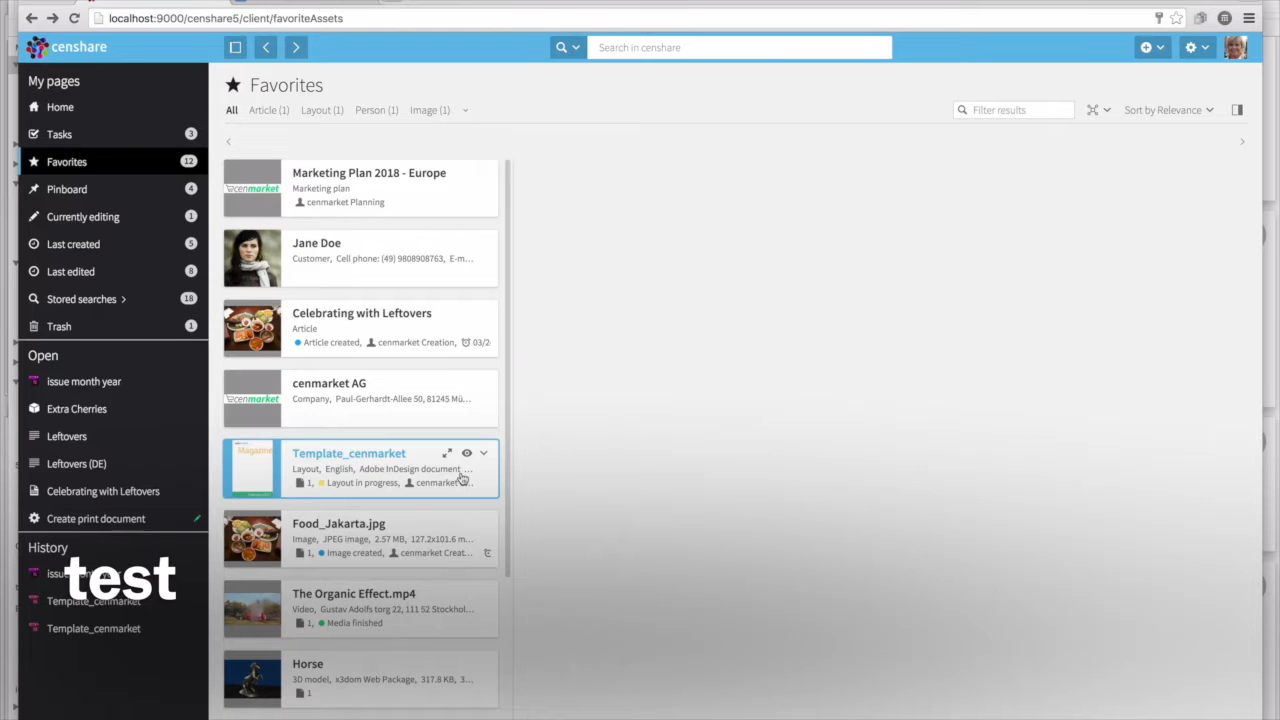 localhost:9000/censhare5/client/favoriteAssets
censhare
Search in censhare
My pages
Home
Tasks 3
Favorites 12
Pinboard 4
Currently editing 1
Last created 5
Last edited 8
Stored searches 18
Trash 1
Open
issue month year
Extra Cherries
Leftovers
Leftovers (DE)
Celebrating with Leftovers
Create print document
History
test
Template_cenmarket
Template_cenmarket
Favorites
All Article (1) Layout (1) Person (1) Image (1)
Filter results
Sort by Relevance
cenmarket
Marketing Plan 2018 - Europe
Marketing plan
cenmarket Planning
Jane Doe
Customer, Cell phone: (49) 9808908763, E-m...
Celebrating with Leftovers
Article
Article created, cenmarket Creation, 03/2
cenmarket
cenmarket AG
Company, Paul-Gerhardt-Allee 50, 81245 Mü...
Magazine
Template_cenmarket
Layout, English, Adobe InDesign document, ...
1, Layout in progress, cenmarket
Food_Jakarta.jpg
Image, JPEG image, 2.57 MB, 127.2x101.6 m...
1, Image created, cenmarket Creat...
The Organic Effect.mp4
Video, Gustav Adolfs torg 22, 111 52 Stockhol...
1, Media finished
Horse
3D model, x3dom Web Package, 317.8 KB, 3...
1